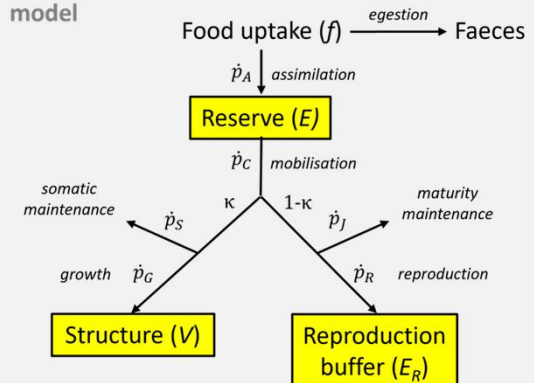 model
Food uptake (f) egestion Faeces
ṗA assimilation
Reserve (E)
ṗC mobilisation
somatic
maintenance
κ 1-κ
maturity
maintenance
ṗS ṗJ
growth ṗG ṗR reproduction
Structure (V)
Reproduction
buffer (ER)